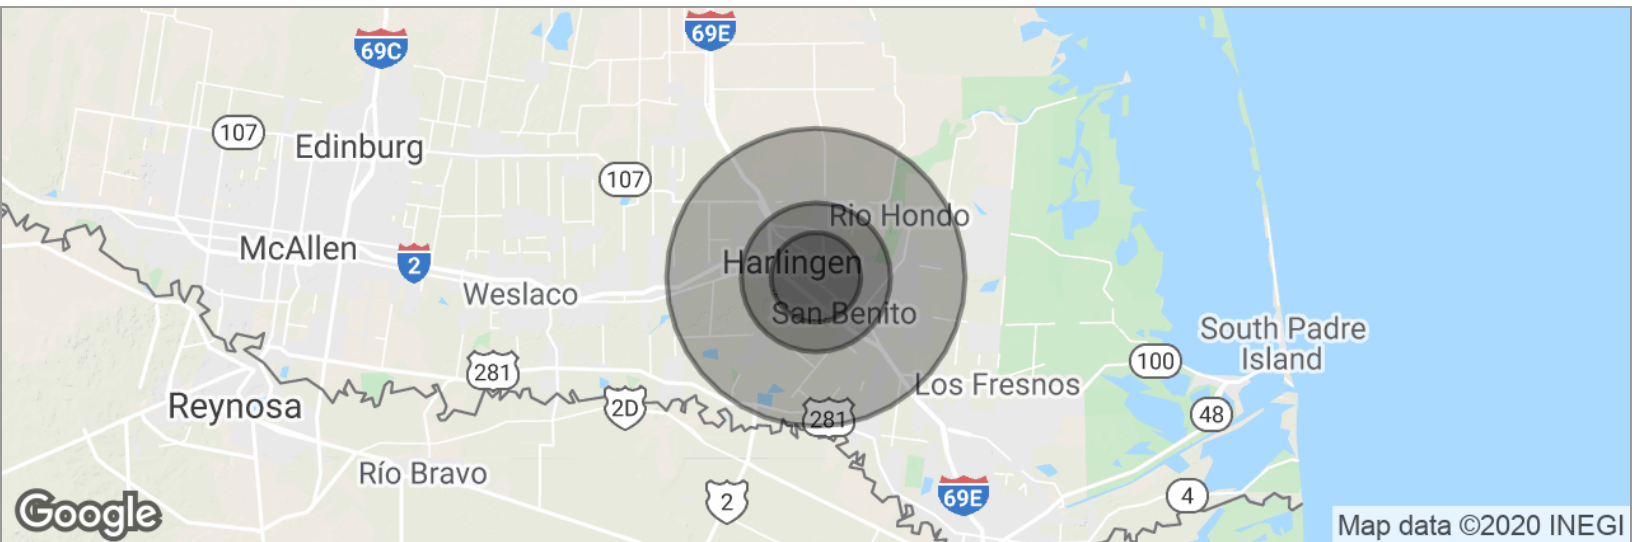 69C
69E
107
Edinburg
107
Rio Hondo
McAllen
2
Harlingen
Weslaco
San Benito
South Padre
Island
100
281
Los Fresnos
Reynosa
2D
281
48
Río Bravo
2
69E
4
Google
Map data ©2020 INEGI